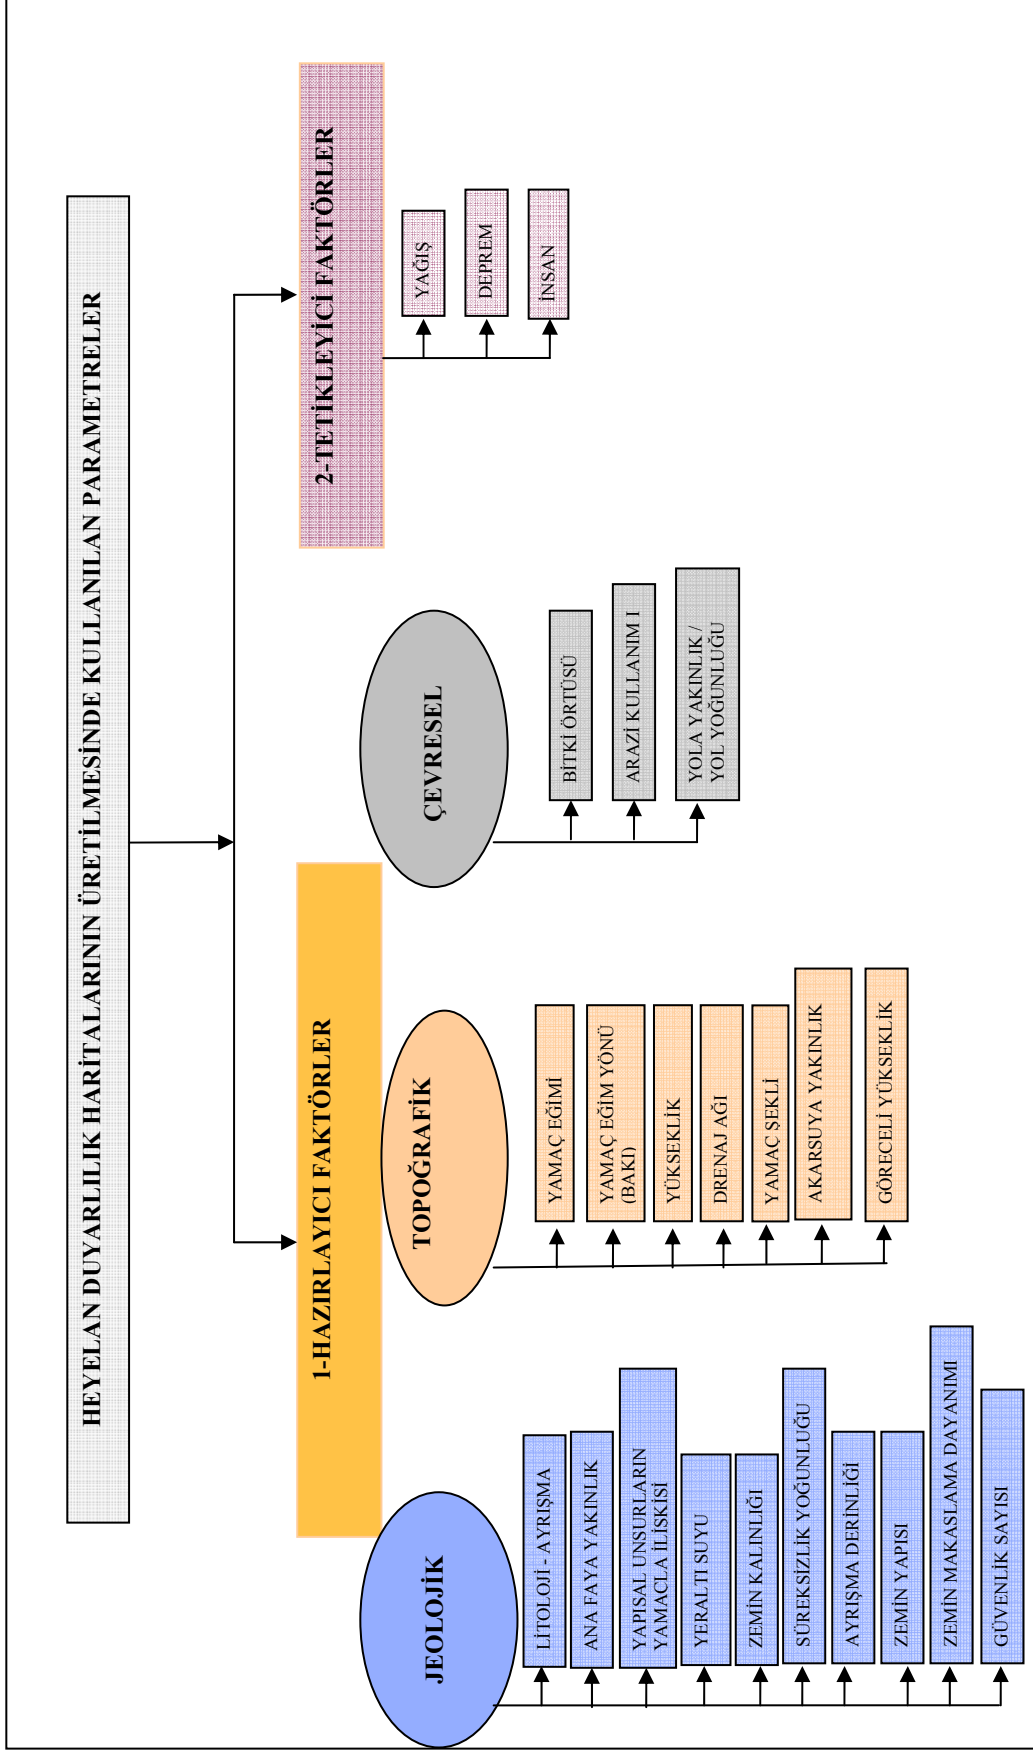 HEYELAN DUYARLILIK HARİTALARININ ÜRETİLMESİNDE KULLANILAN PARAMETRELER
1-HAZIRLAYICI FAKTÖRLER
2-TETİKLEYİCİ FAKTÖRLER
JEOLOJİK
LİTOLOJİ - AYRIŞMA
ANA FAYA YAKINLIK
YAPISAL UNSURLARIN
YAMAÇLA İLİŞKİSİ
YERALTI SUYU
ZEMİN KALINLIĞI
SÜREKSİZLİK YOĞUNLUĞU
AYRIŞMA DERİNLİĞİ
ZEMİN YAPISI
ZEMİN MAKASLAMA DAYANIMI
GÜVENLİK SAYISI
TOPOĞRAFİK
YAMAÇ EĞİMİ
YAMAÇ EĞİM YÖNÜ
(BAKI)
YÜKSEKLİK
DRENAJ AĞI
YAMAÇ ŞEKLİ
AKARSUYA YAKINLIK
GÖRECELİ YÜKSEKLİK
ÇEVRESEL
BİTKİ ÖRTÜSÜ
ARAZİ KULLANIM I
YOLA YAKINLIK /
YOL YOĞUNLUĞU
YAĞIŞ
DEPREM
İNSAN